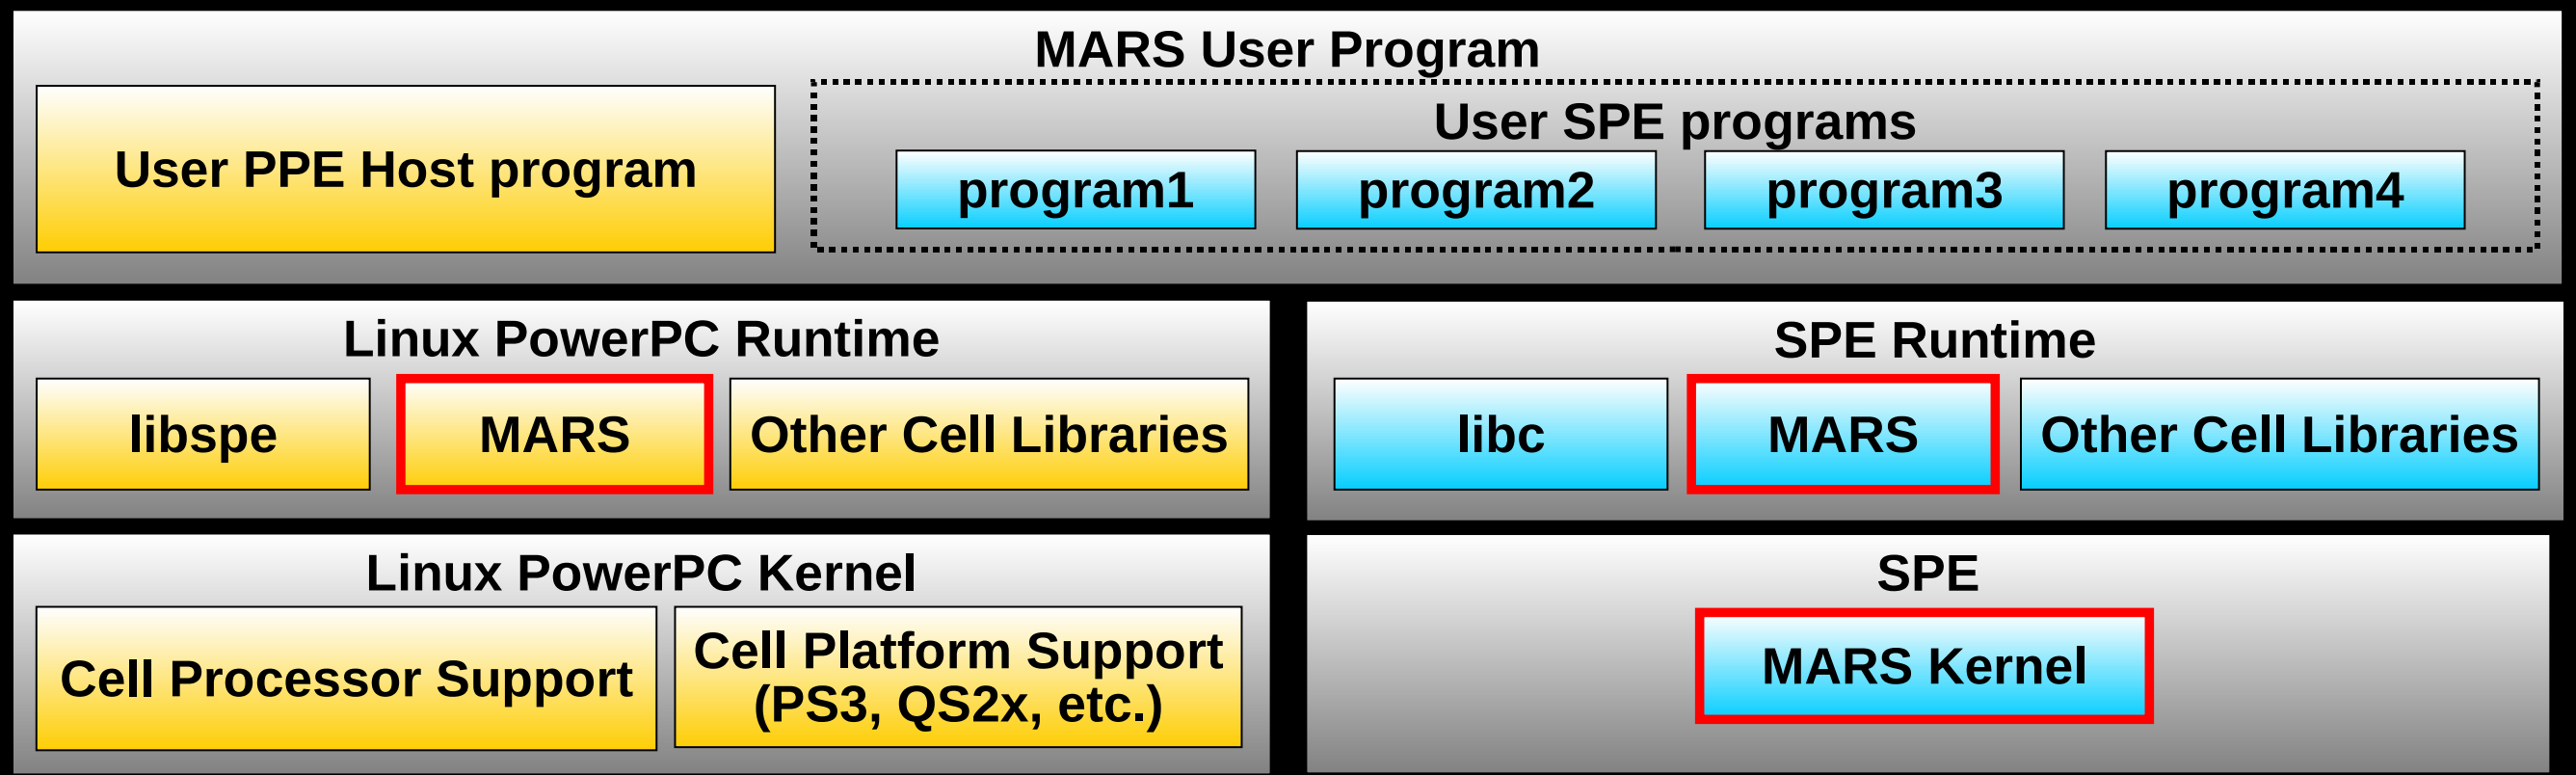 MARS User Program
User PPE Host program
User SPE programs
program1
program2
program3
program4
Linux PowerPC Runtime
libspe
MARS
Other Cell Libraries
SPE Runtime
libc
MARS
Other Cell Libraries
Linux PowerPC Kernel
Cell Processor Support
Cell Platform Support
(PS3, QS2x, etc.)
SPE
MARS Kernel